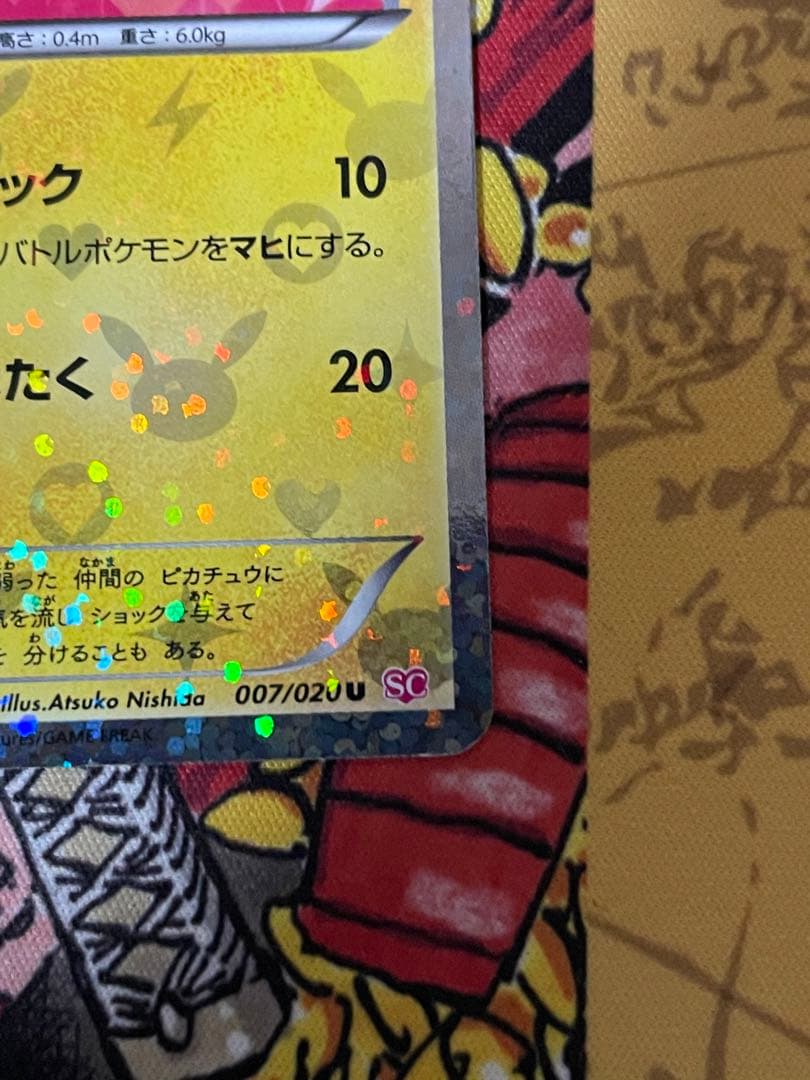 高さ：0.4m 重さ：6.0kg
ック 10
バトルポケモンをマヒにする。
たく 20
弱った 仲間の ピカチュウに
気を流し ショックを与えて
分けることも ある。
illus.Atsuko Nishida 007/020 U SC
ures/GAME FREAK